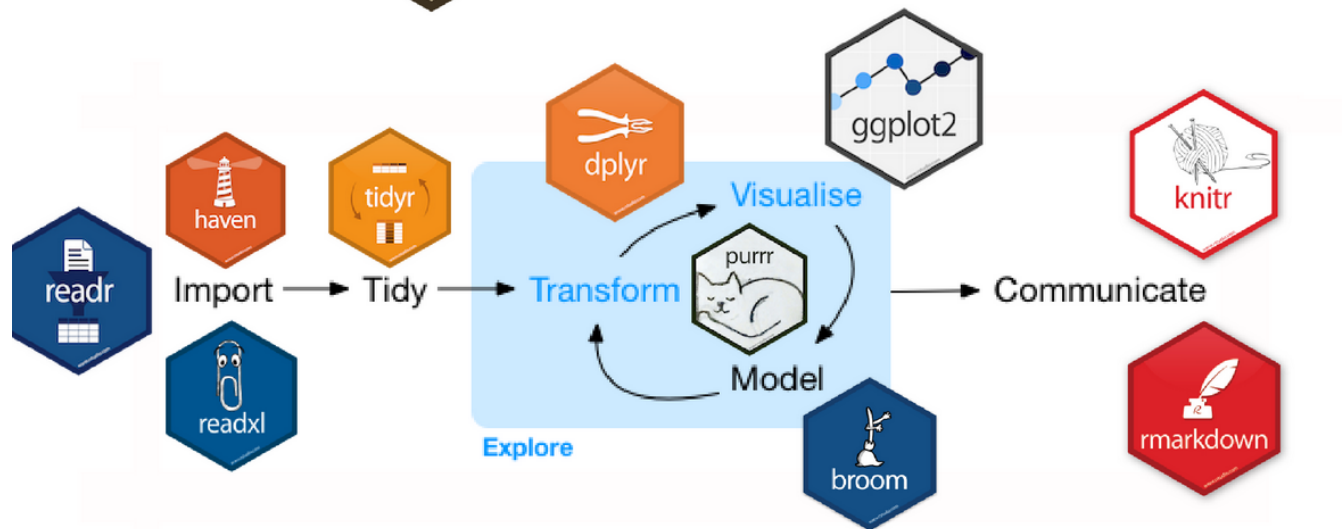 readr
haven
readxl
Import
tidyr
Tidy
dplyr
Transform
ggplot2
Visualise
purrr
Model
broom
Explore
Communicate
knitr
rmarkdown